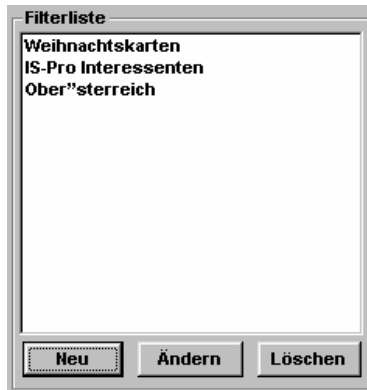 Filterliste
Weihnachtskarten
IS-Pro Interessenten
Ober”sterreich
Neu Ändern Löschen